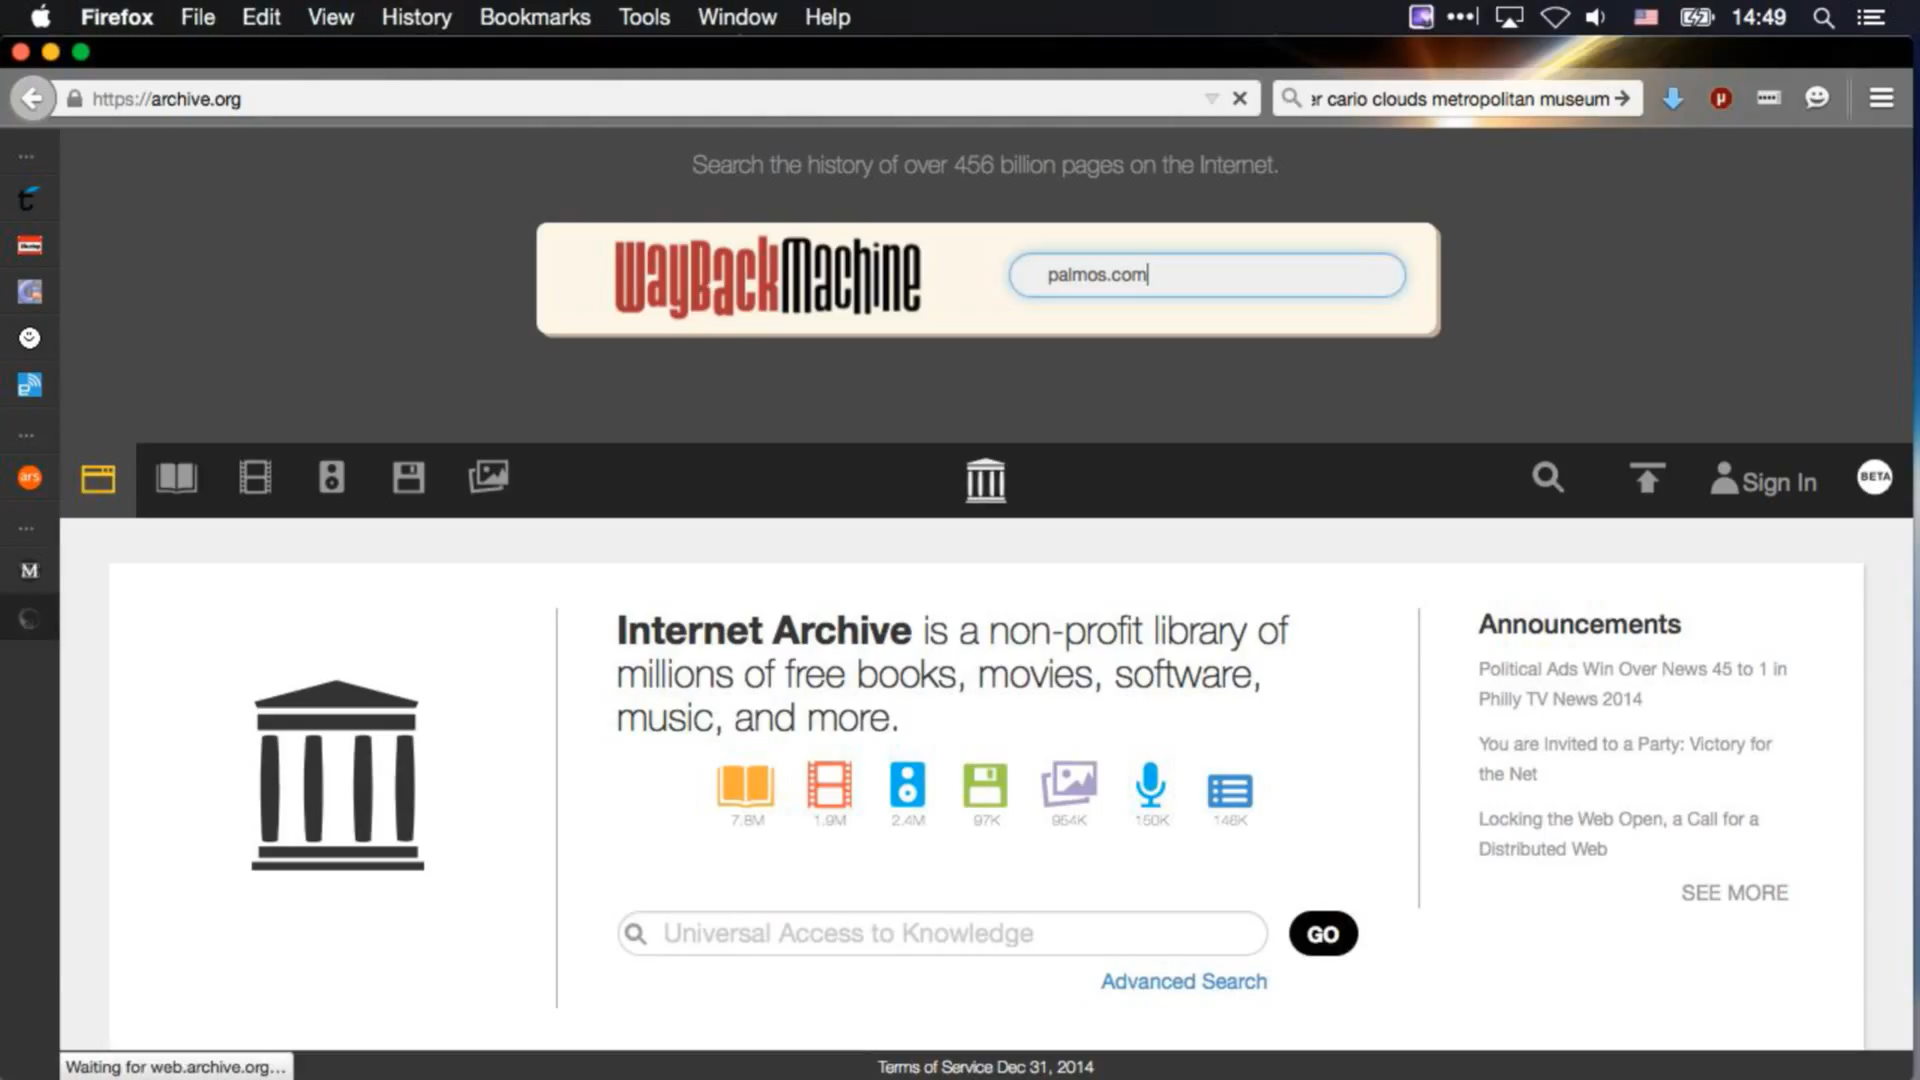 Firefox File Edit View History Bookmarks Tools Window Help 14:49
https://archive.org
er cario clouds metropolitan museum
Search the history of over 456 billion pages on the Internet.
WayBackMachine
palmos.com
ars
M
Sign In
BETA
Internet Archive is a non-profit library of
millions of free books, movies, software,
music, and more.
7.8M 1.9M 2.4M 97K 954K 150K 146K
Universal Access to Knowledge
GO
Advanced Search
Announcements
Political Ads Win Over News 45 to 1 in
Philly TV News 2014
You are Invited to a Party: Victory for
the Net
Locking the Web Open, a Call for a
Distributed Web
SEE MORE
Waiting for web.archive.org...
Terms of Service Dec 31, 2014